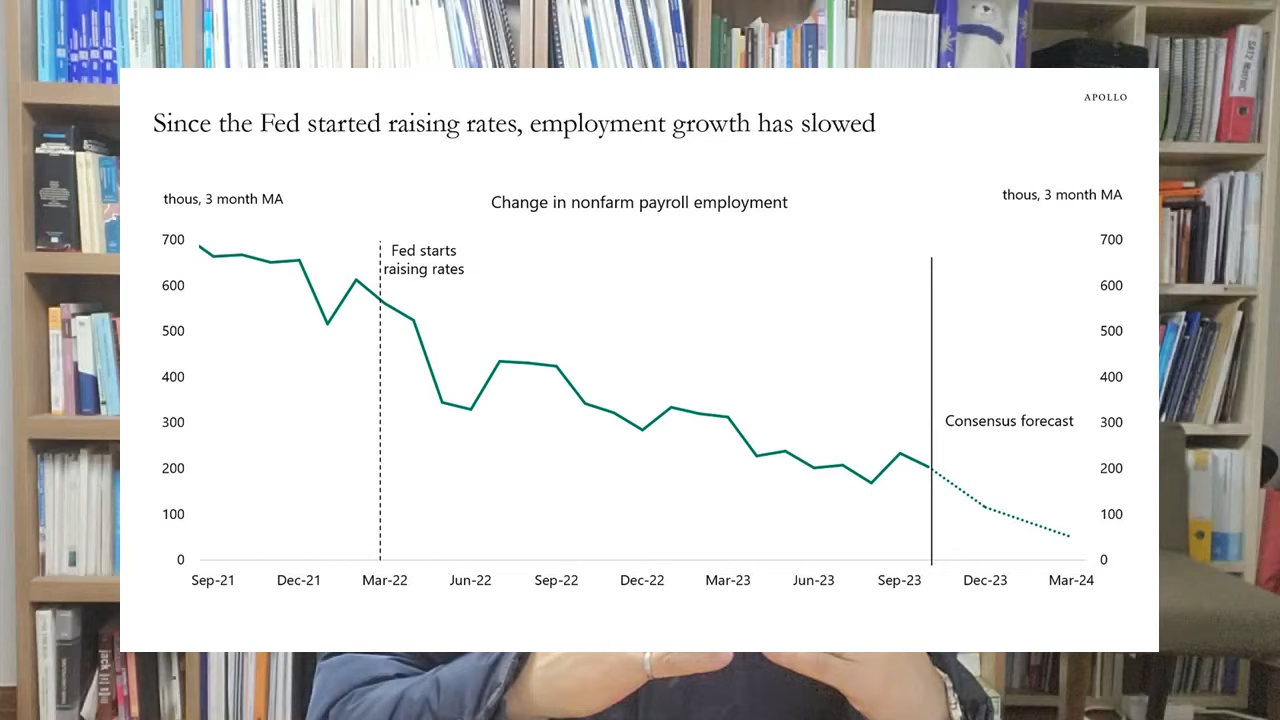 APOLLO
Since the Fed started raising rates, employment growth has slowed
thous, 3 month MA
Change in nonfarm payroll employment
thous, 3 month MA
Fed starts
raising rates
Consensus forecast
700
600
500
400
300
200
100
0
700
600
500
400
300
200
100
0
Sep-21 Dec-21 Mar-22 Jun-22 Sep-22 Dec-22 Mar-23 Jun-23 Sep-23 Dec-23 Mar-24